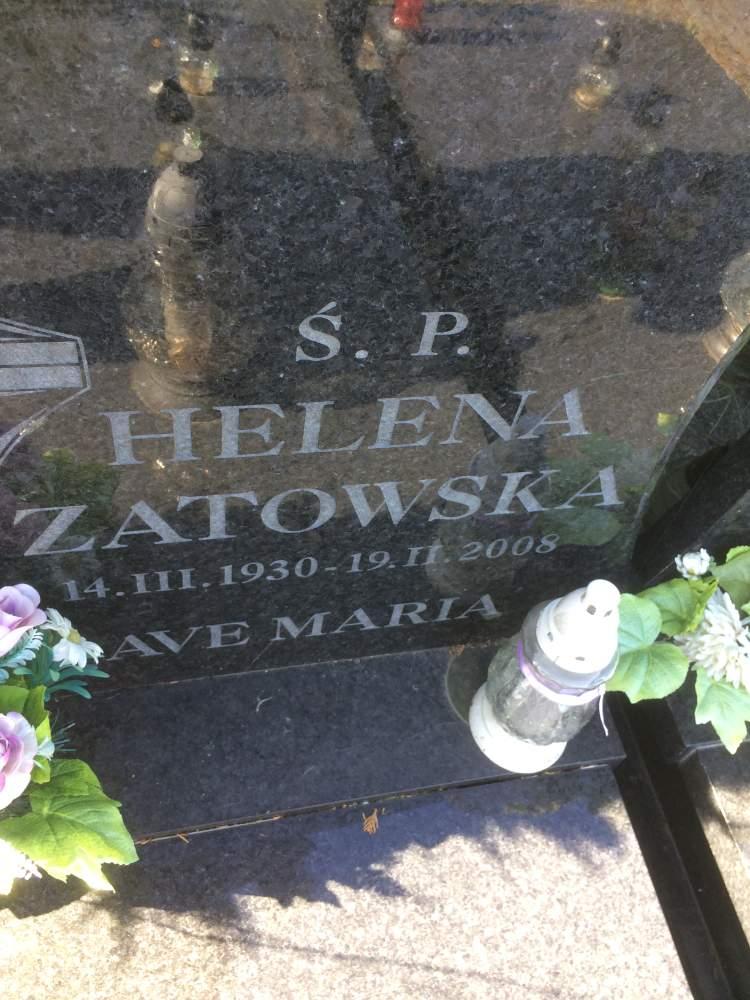 Ś. P.
HELENA
ZATOWSKA
14.III.1930-19.II.2008
AVE MARIA